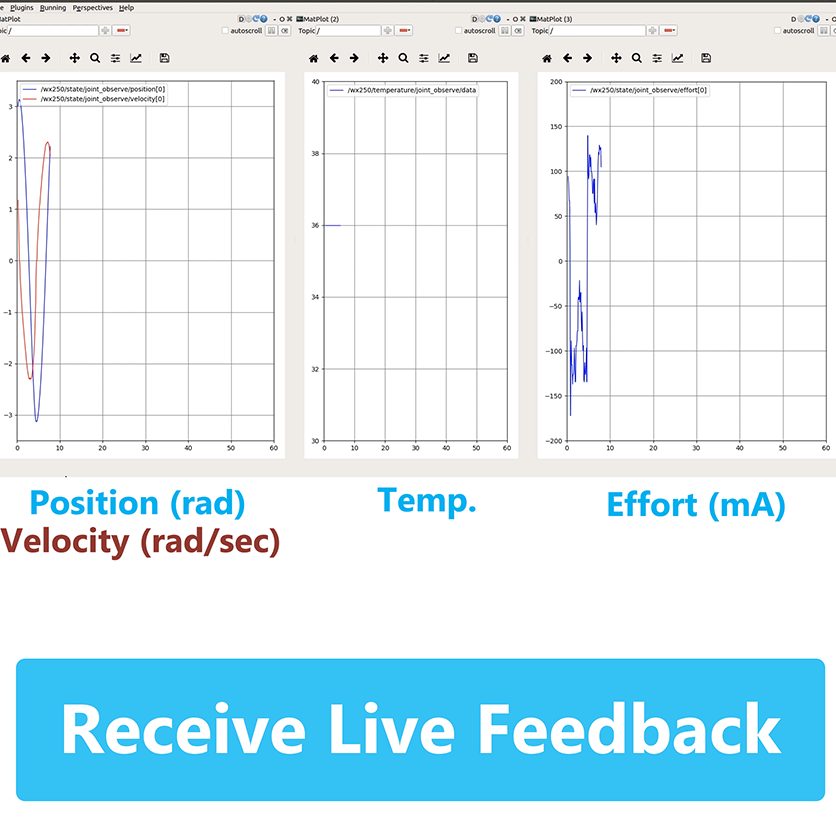 e Plugins Running Perspectives Help
atPlot D C ? - O ✕
MatPlot (2) D C ? - O ✕
MatPlot (3) D C ? -
pic /
autoscroll
Topic /
autoscroll
Topic /
autoscroll
/wx250/state/joint_observe/position[0]
/wx250/state/joint_observe/velocity[0]
3
2
1
0
−1
−2
−3
0 10 20 30 40 50 60
/wx250/temperature/joint_observe/data
40
38
36
34
32
30
0 10 20 30 40 50 60
/wx250/state/joint_observe/effort[0]
200
150
100
50
0
−50
−100
−150
−200
0 10 20 30 40 50 60
Position (rad)
Velocity (rad/sec)
Temp.
Effort (mA)
Receive Live Feedback